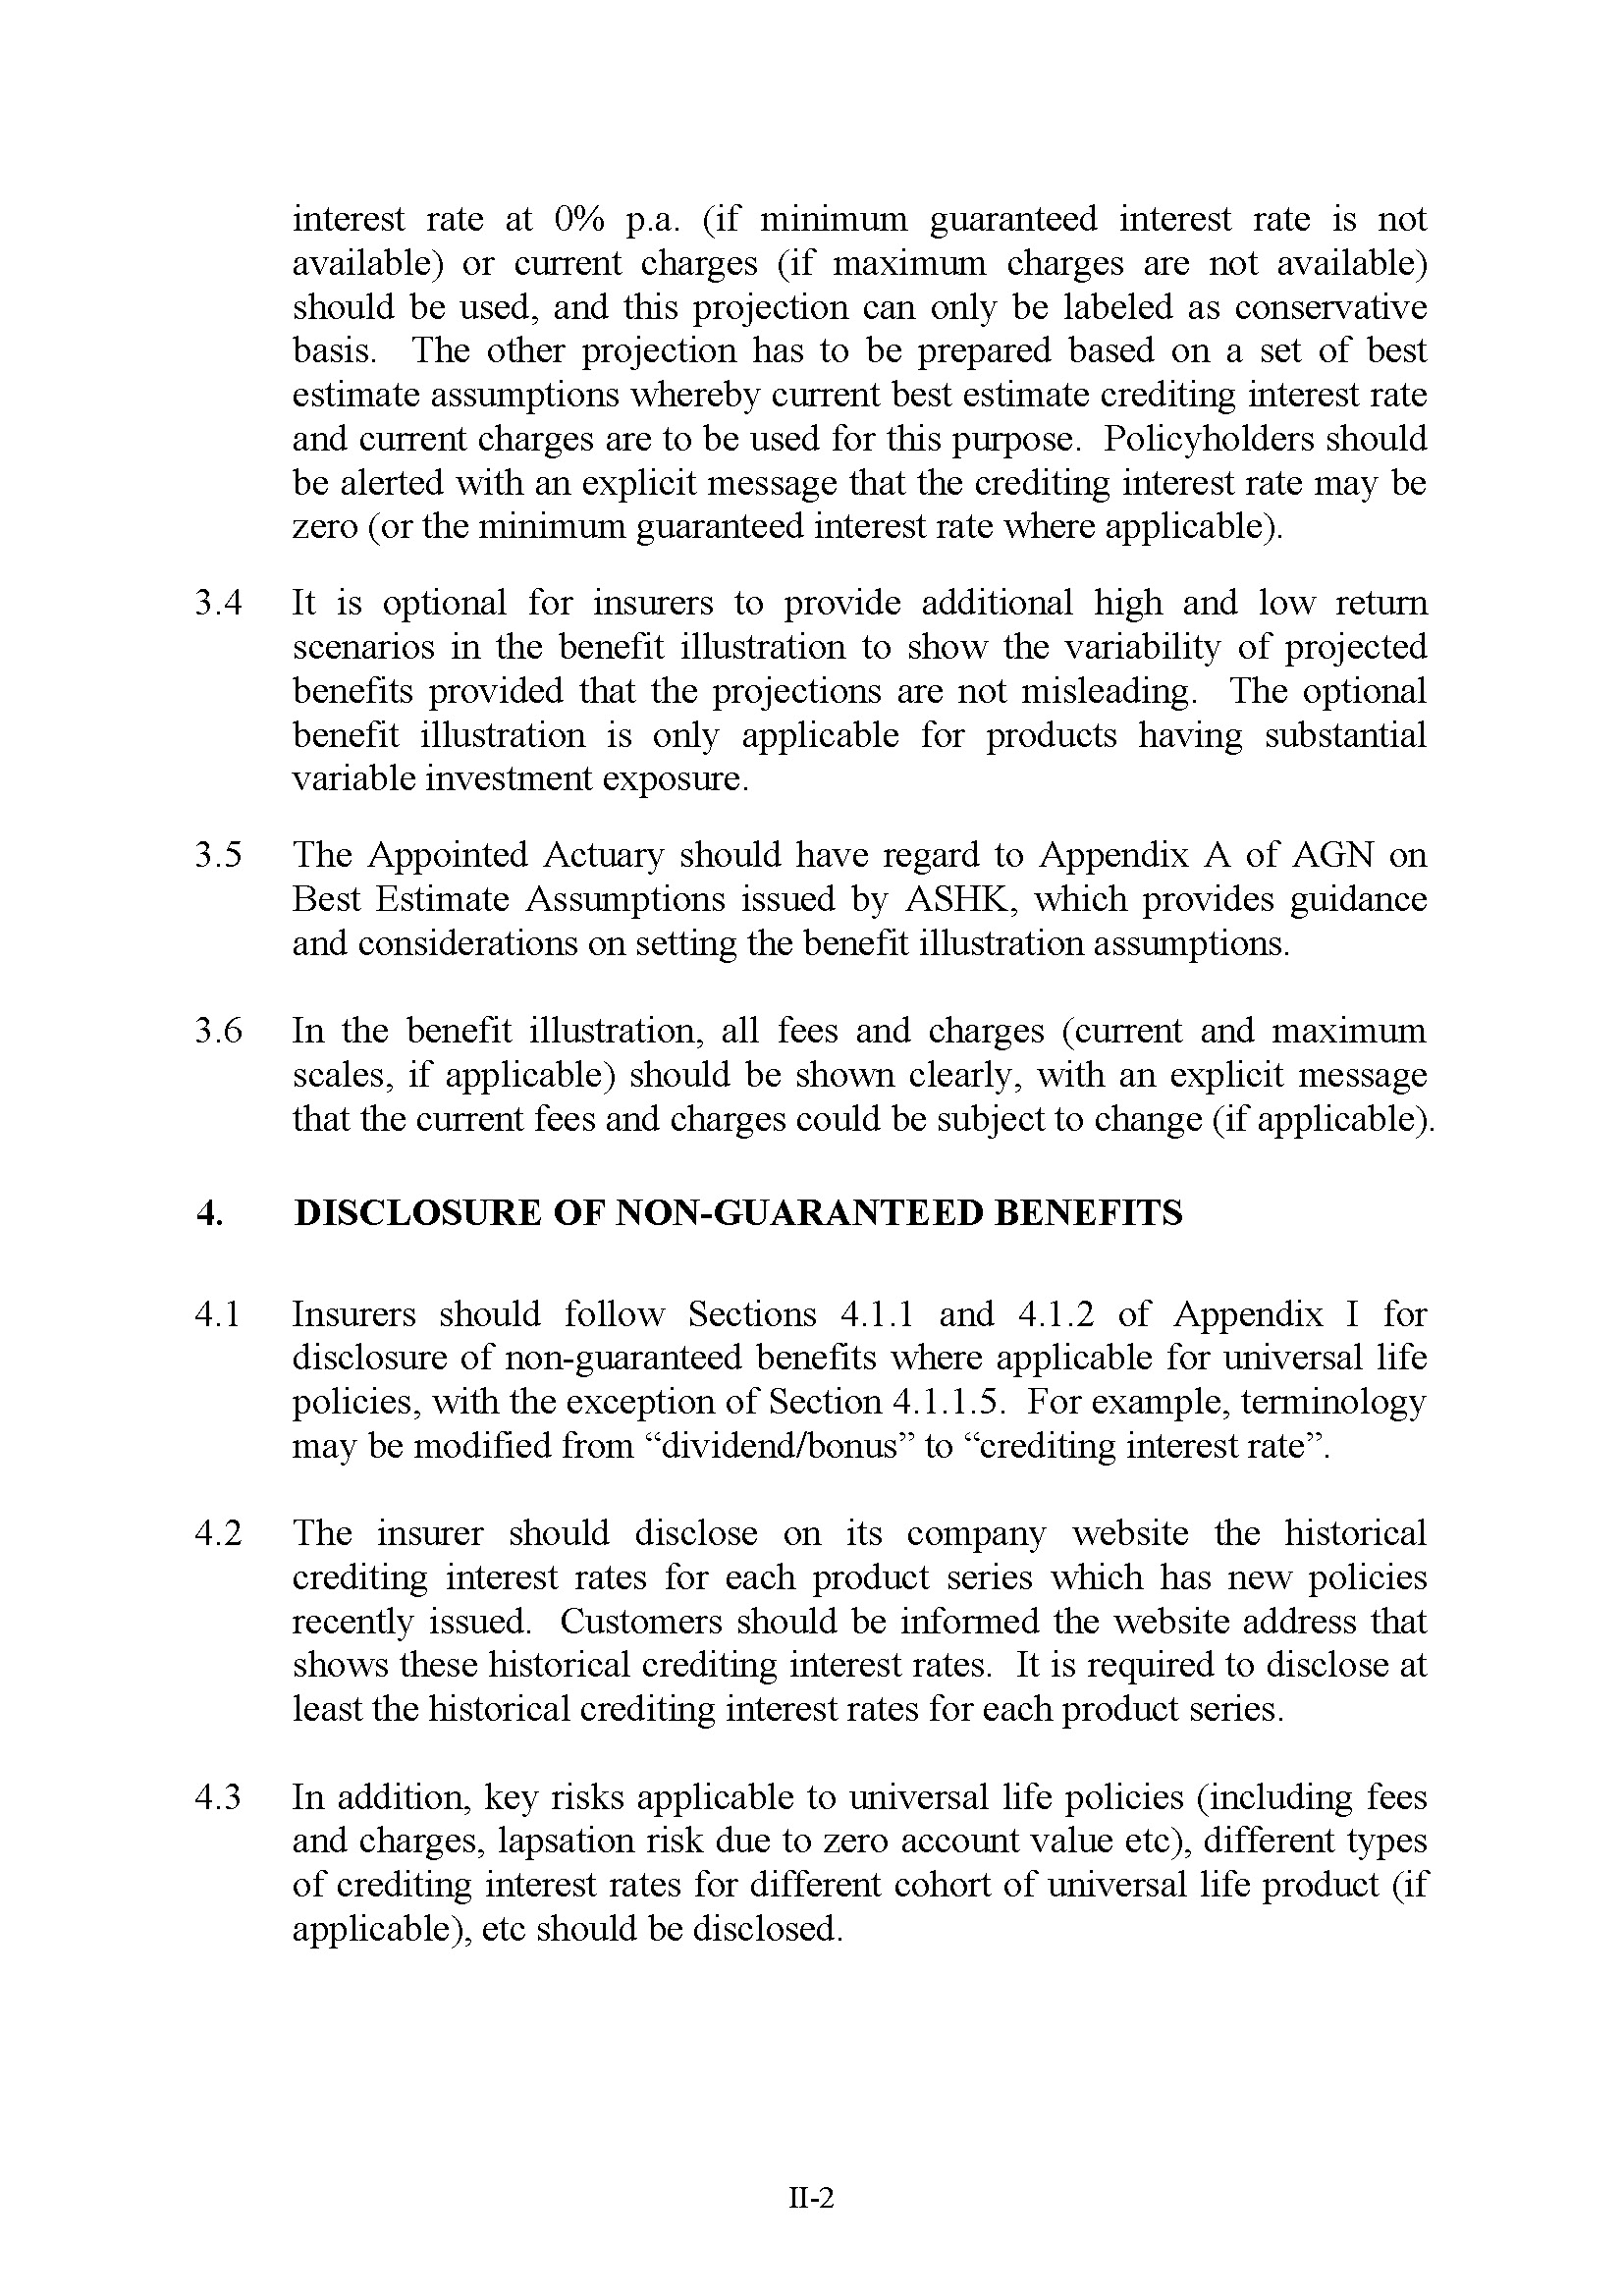 interest rate at 0% p.a. (if minimum guaranteed interest rate is not
available) or current charges (if maximum charges are not available)
should be used, and this projection can only be labeled as conservative
basis. The other projection has to be prepared based on a set of best
estimate assumptions whereby current best estimate crediting interest rate
and current charges are to be used for this purpose. Policyholders should
be alerted with an explicit message that the crediting interest rate may be
zero (or the minimum guaranteed interest rate where applicable).
3.4 It is optional for insurers to provide additional high and low return
scenarios in the benefit illustration to show the variability of projected
benefits provided that the projections are not misleading. The optional
benefit illustration is only applicable for products having substantial
variable investment exposure.
3.5 The Appointed Actuary should have regard to Appendix A of AGN on
Best Estimate Assumptions issued by ASHK, which provides guidance
and considerations on setting the benefit illustration assumptions.
3.6 In the benefit illustration, all fees and charges (current and maximum
scales, if applicable) should be shown clearly, with an explicit message
that the current fees and charges could be subject to change (if applicable).
4. DISCLOSURE OF NON-GUARANTEED BENEFITS
4.1 Insurers should follow Sections 4.1.1 and 4.1.2 of Appendix I for
disclosure of non-guaranteed benefits where applicable for universal life
policies, with the exception of Section 4.1.1.5. For example, terminology
may be modified from “dividend/bonus” to “crediting interest rate”.
4.2 The insurer should disclose on its company website the historical
crediting interest rates for each product series which has new policies
recently issued. Customers should be informed the website address that
shows these historical crediting interest rates. It is required to disclose at
least the historical crediting interest rates for each product series.
4.3 In addition, key risks applicable to universal life policies (including fees
and charges, lapsation risk due to zero account value etc), different types
of crediting interest rates for different cohort of universal life product (if
applicable), etc should be disclosed.
II-2